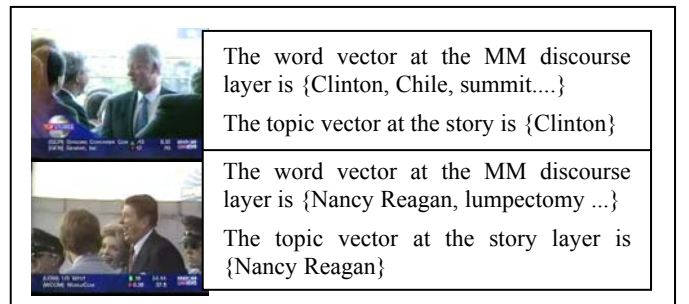 The word vector at the MM discourse
layer is {Clinton, Chile, summit....}
The topic vector at the story is {Clinton}
TOP STORIES
The word vector at the MM discourse
layer is {Nancy Reagan, lumpectomy ...}
The topic vector at the story layer is
{Nancy Reagan}